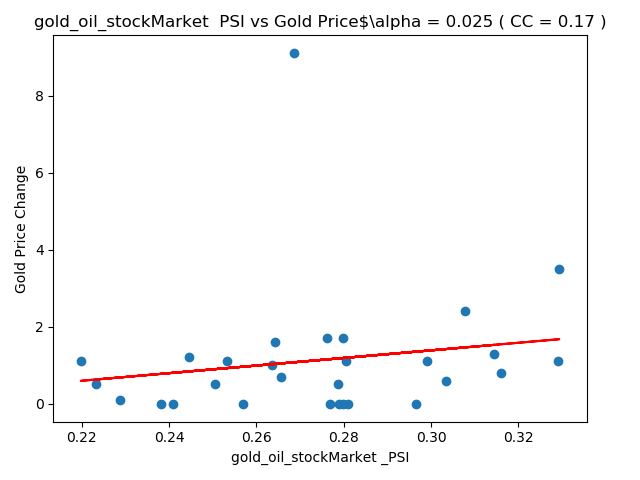 gold_oil_stockMarket  PSI vs Gold Price$\alpha = 0.025 ( CC = 0.17 )
8
6
4
2
0
Gold Price Change
0.22 0.24 0.26 0.28 0.30 0.32
gold_oil_stockMarket _PSI